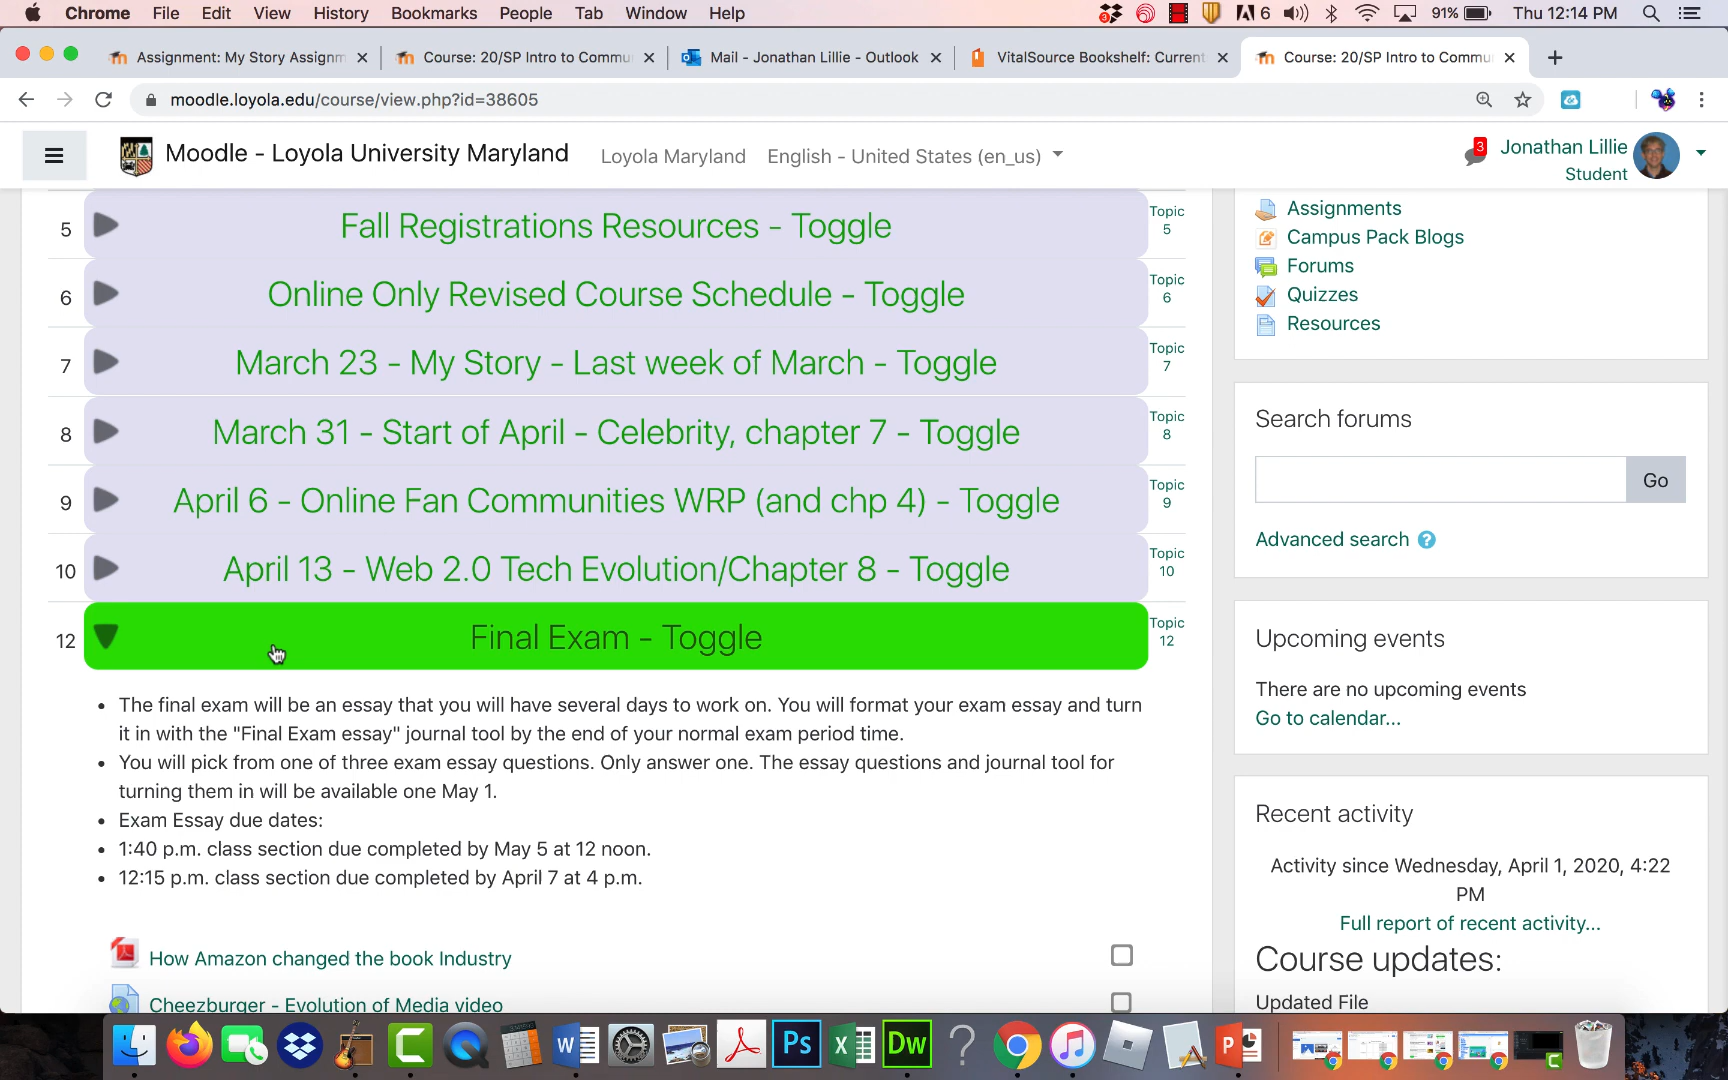 Chrome File Edit View History Bookmarks People Tab Window Help 3 6 91% Thu 12:14 PM
Assignment: My Story Assignm Course: 20/SP Intro to Commu Mail - Jonathan Lillie - Outlook VitalSource Bookshelf: Current Course: 20/SP Intro to Commu
moodle.loyola.edu/course/view.php?id=38605
Moodle - Loyola University Maryland Loyola Maryland English - United States (en_us) 3 Jonathan Lillie
Student
5 Fall Registrations Resources - Toggle Topic 5
6 Online Only Revised Course Schedule - Toggle Topic 6
7 March 23 - My Story - Last week of March - Toggle Topic 7
8 March 31 - Start of April - Celebrity, chapter 7 - Toggle Topic 8
9 April 6 - Online Fan Communities WRP (and chp 4) - Toggle Topic 9
10 April 13 - Web 2.0 Tech Evolution/Chapter 8 - Toggle Topic 10
12 Final Exam - Toggle Topic 12
• The final exam will be an essay that you will have several days to work on. You will format your exam essay and turn
it in with the "Final Exam essay" journal tool by the end of your normal exam period time.
• You will pick from one of three exam essay questions. Only answer one. The essay questions and journal tool for
turning them in will be available one May 1.
• Exam Essay due dates:
• 1:40 p.m. class section due completed by May 5 at 12 noon.
• 12:15 p.m. class section due completed by April 7 at 4 p.m.
How Amazon changed the book Industry
Cheezburger - Evolution of Media video
Assignments
Campus Pack Blogs
Forums
Quizzes
Resources
Search forums
Go
Advanced search ?
Upcoming events
There are no upcoming events
Go to calendar...
Recent activity
Activity since Wednesday, April 1, 2020, 4:22
PM
Full report of recent activity...
Course updates:
Updated File
W Ps X Dw ? P